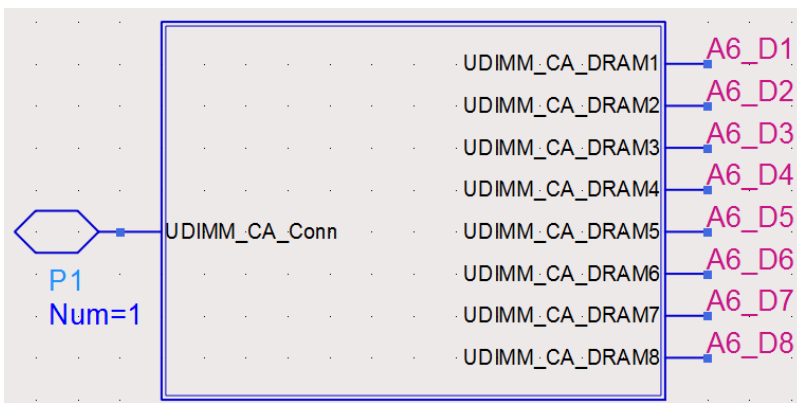 UDIMM_CA_DRAM1 A6_D1
UDIMM_CA_DRAM2 A6_D2
UDIMM_CA_DRAM3 A6_D3
UDIMM_CA_DRAM4 A6_D4
UDIMM_CA_Conn UDIMM_CA_DRAM5 A6_D5
P1 UDIMM_CA_DRAM6 A6_D6
Num=1 UDIMM_CA_DRAM7 A6_D7
UDIMM_CA_DRAM8 A6_D8